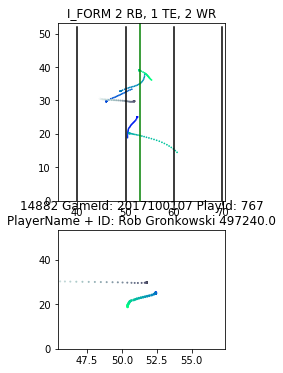 I_FORM 2 RB, 1 TE, 2 WR
50
40
30
20
10
0
40 50 60 70
14882 GameId: 2017100107 PlayId: 767
PlayerName + ID: Rob Gronkowski 497240.0
40
20
0
47.5 50.0 52.5 55.0